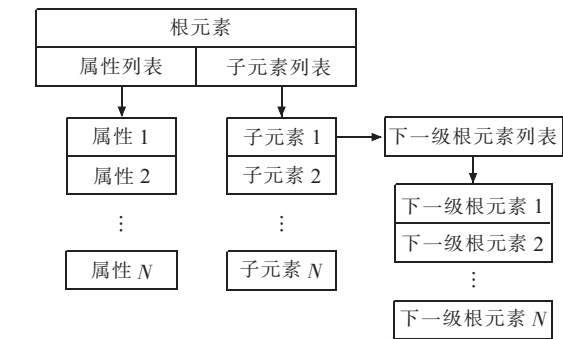 根元素
属性列表
子元素列表
属性 1
子元素 1
下一级根元素列表
属性 2
子元素 2
下一级根元素 1
⋮
⋮
下一级根元素 2
属性 N
子元素 N
⋮
下一级根元素 N